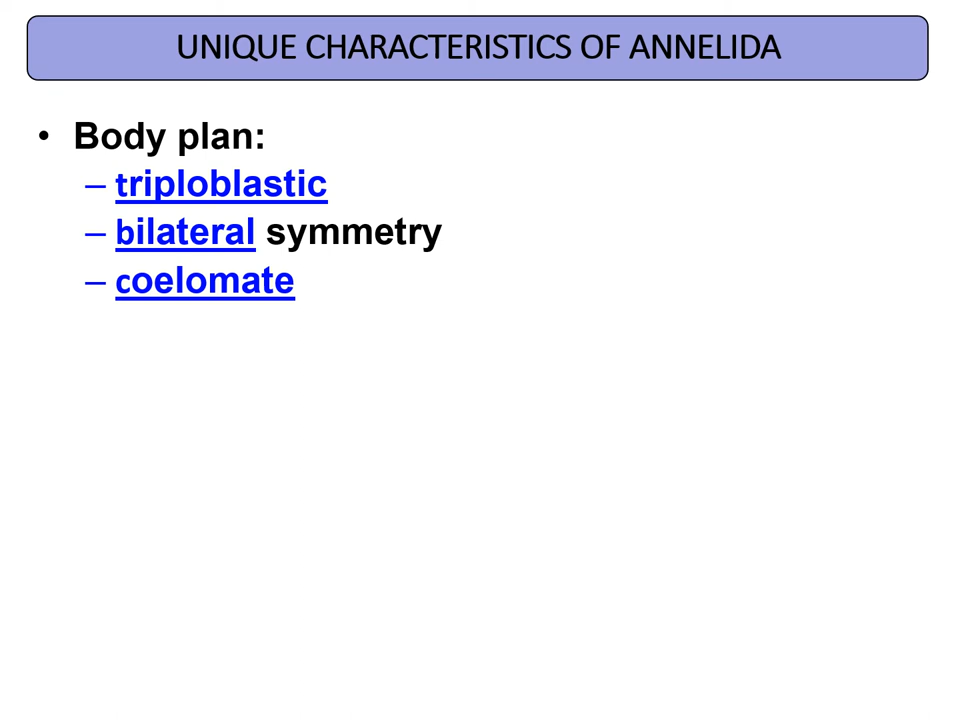 UNIQUE CHARACTERISTICS OF ANNELIDA
• Body plan:
– triploblastic
– bilateral symmetry
– coelomate